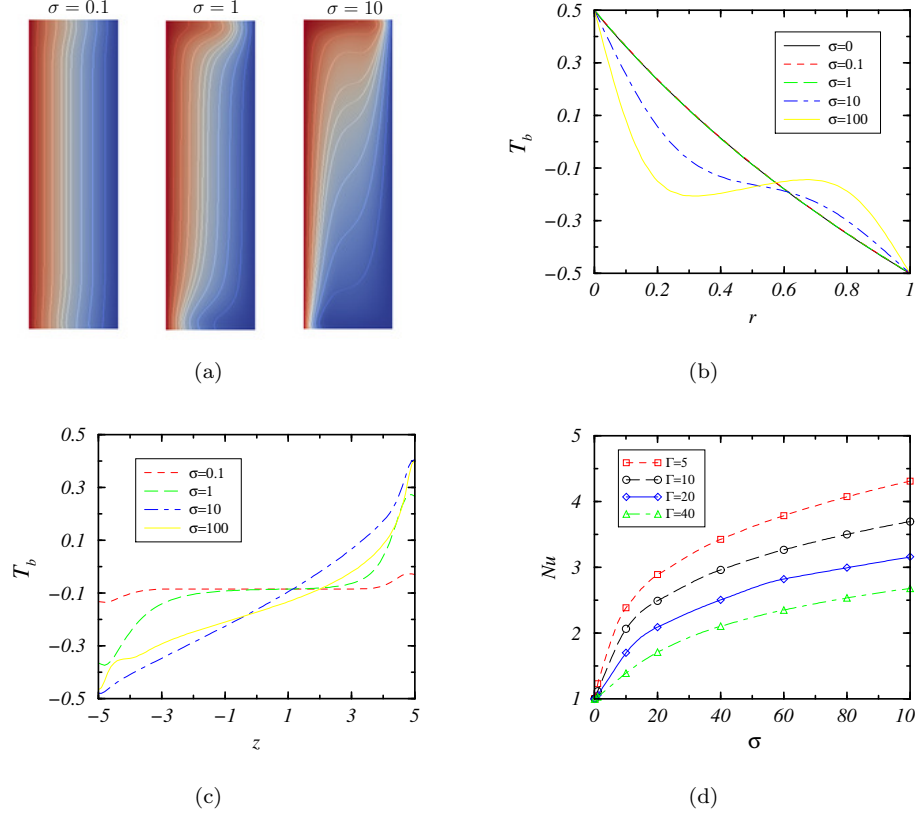 σ = 0.1 σ = 1 σ = 10
(a)
0.5
0.3
0.1
−0.1
−0.3
−0.5
T_b
0 0.2 0.4 0.6 0.8 1
r
σ=0
σ=0.1
σ=1
σ=10
σ=100
(b)
0.5
0.3
0.1
−0.1
−0.3
−0.5
T_b
−5 −3 −1 1 3 5
z
σ=0.1
σ=1
σ=10
σ=100
(c)
5
4
3
2
1
Nu
0 20 40 60 80 10
σ
Γ=5
Γ=10
Γ=20
Γ=40
(d)